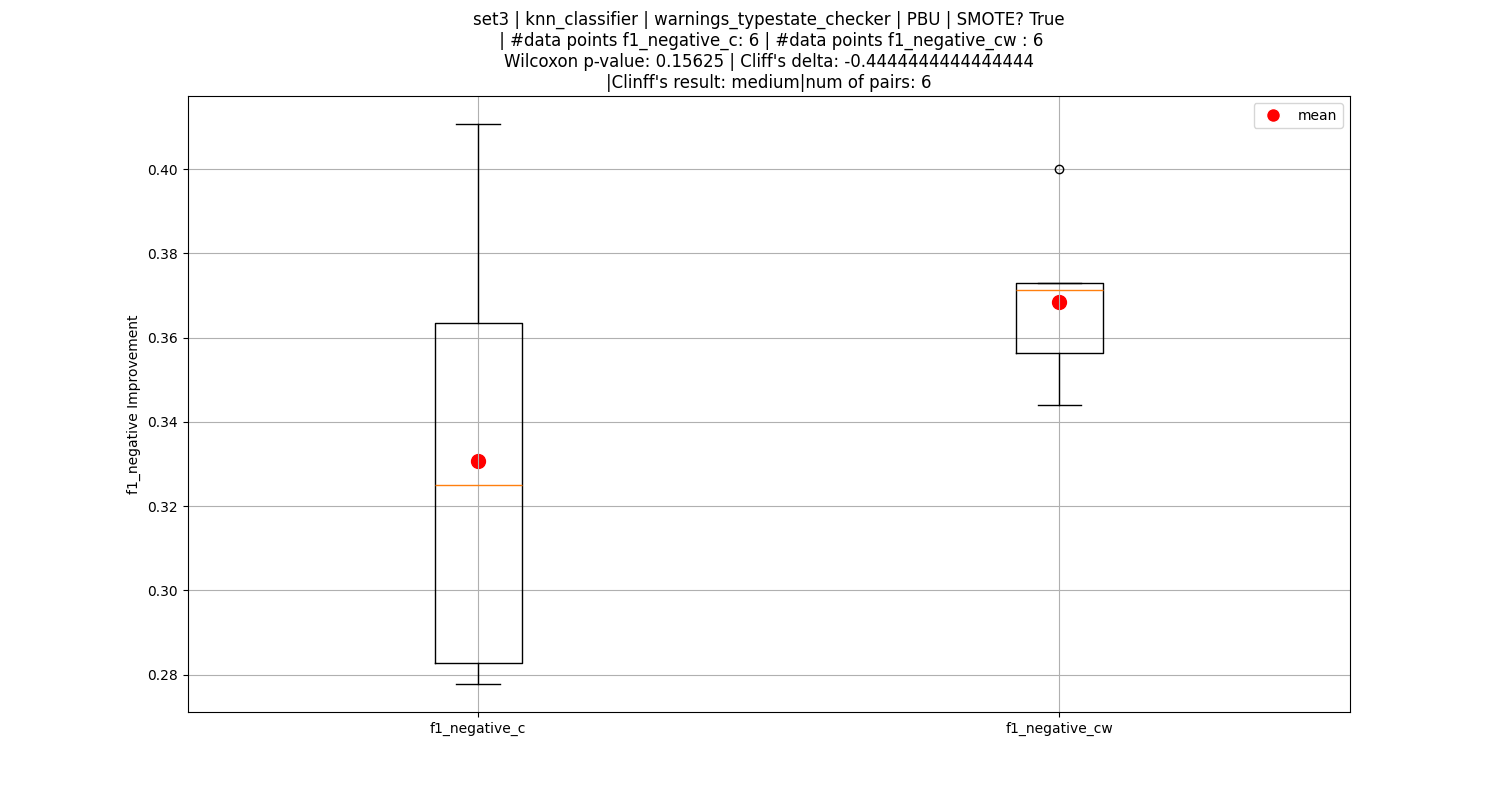 set3 | knn_classifier | warnings_typestate_checker | PBU | SMOTE? True
| #data points f1_negative_c: 6 | #data points f1_negative_cw : 6
Wilcoxon p-value: 0.15625 | Cliff's delta: -0.4444444444444444
|Clinff's result: medium|num of pairs: 6
mean
0.40
0.38
0.36
0.34
0.32
0.30
0.28
f1_negative Improvement
f1_negative_c
f1_negative_cw